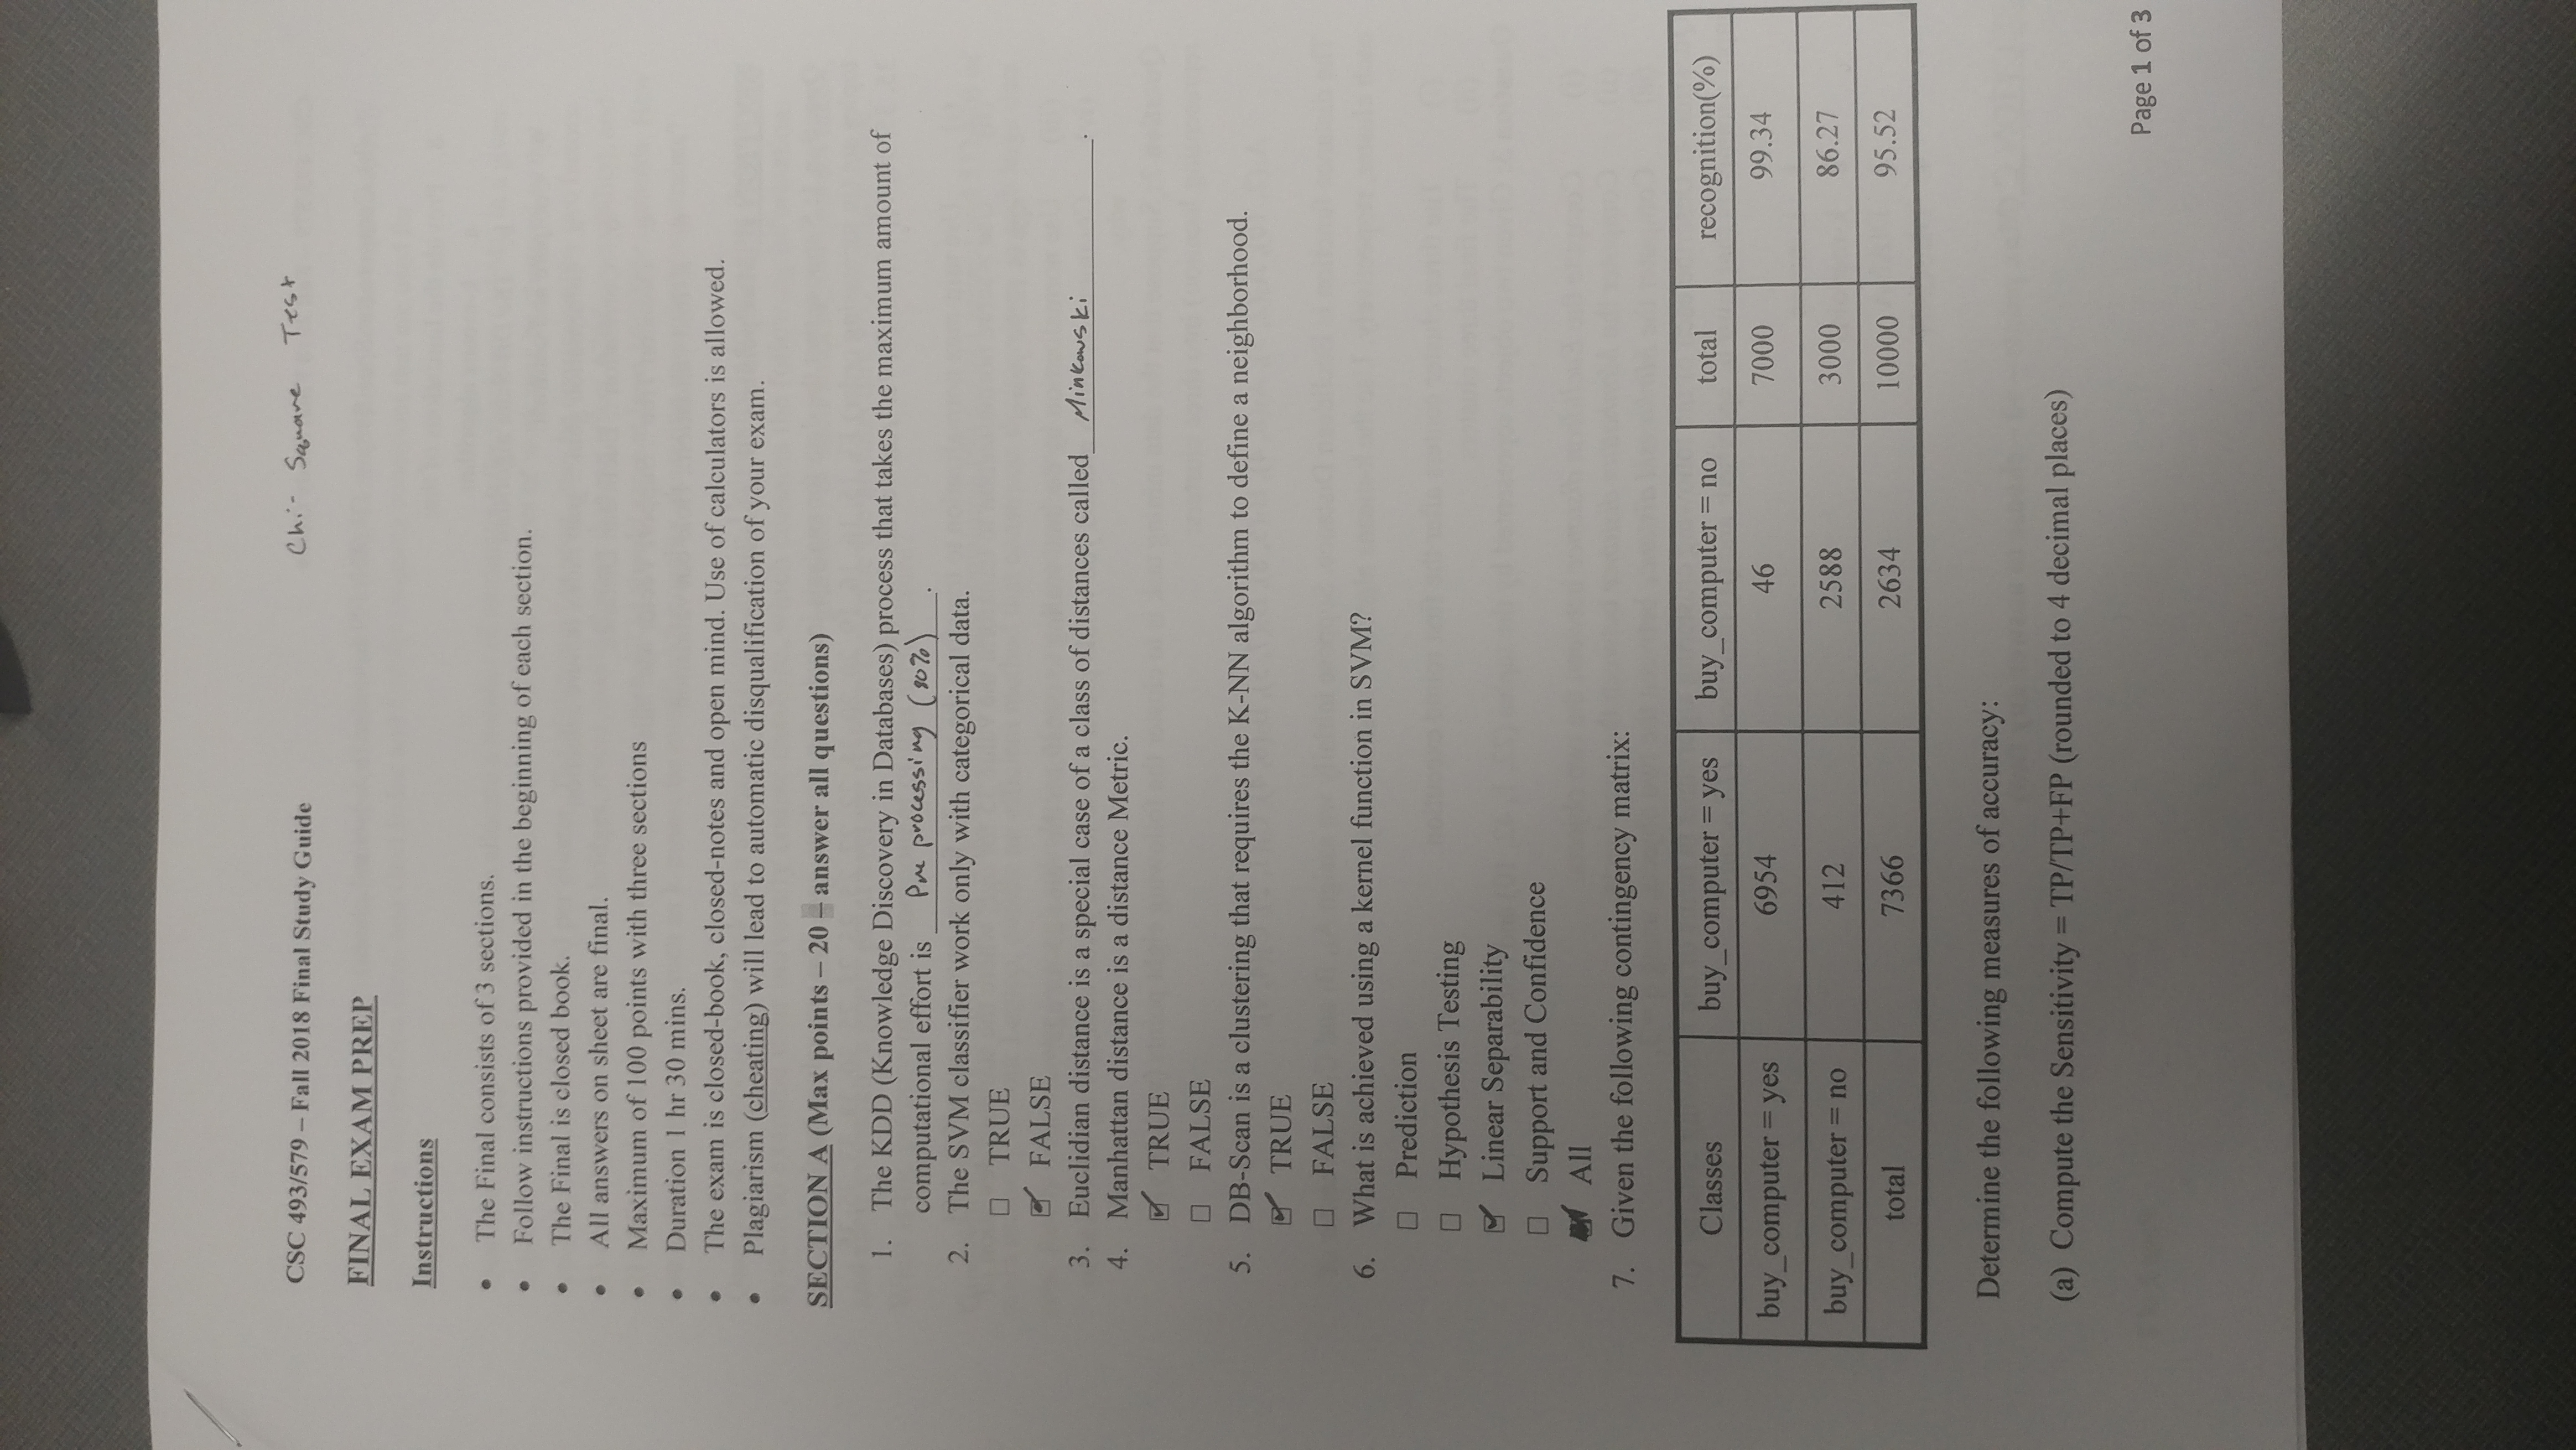 CSC 493/579 – Fall 2018 Final Study Guide
Chi- Square Test
FINAL EXAM PREP
Instructions
• The Final consists of 3 sections.
• Follow instructions provided in the beginning of each section.
• The Final is closed book.
• All answers on sheet are final.
• Maximum of 100 points with three sections
• Duration 1 hr 30 mins.
• The exam is closed-book, closed-notes and open mind. Use of calculators is allowed.
• Plagiarism (cheating) will lead to automatic disqualification of your exam.
SECTION A (Max points – 20 – answer all questions)
1. The KDD (Knowledge Discovery in Databases) process that takes the maximum amount of
computational effort is Pre processing (80%).
2. The SVM classifier work only with categorical data.
☐ TRUE
☑ FALSE
3. Euclidian distance is a special case of a class of distances called Minkowski.
4. Manhattan distance is a distance Metric.
☑ TRUE
☐ FALSE
5. DB-Scan is a clustering that requires the K-NN algorithm to define a neighborhood.
☑ TRUE
☐ FALSE
6. What is achieved using a kernel function in SVM?
☐ Prediction
☐ Hypothesis Testing
☑ Linear Separability
☐ Support and Confidence
All
7. Given the following contingency matrix:
Classes buy_computer = yes buy_computer = no total recognition(%)
buy_computer = yes 6954 46 7000 99.34
buy_computer = no 412 2588 3000 86.27
total 7366 2634 10000 95.52
Determine the following measures of accuracy:
(a) Compute the Sensitivity = TP/TP+FP (rounded to 4 decimal places)
Page 1 of 3